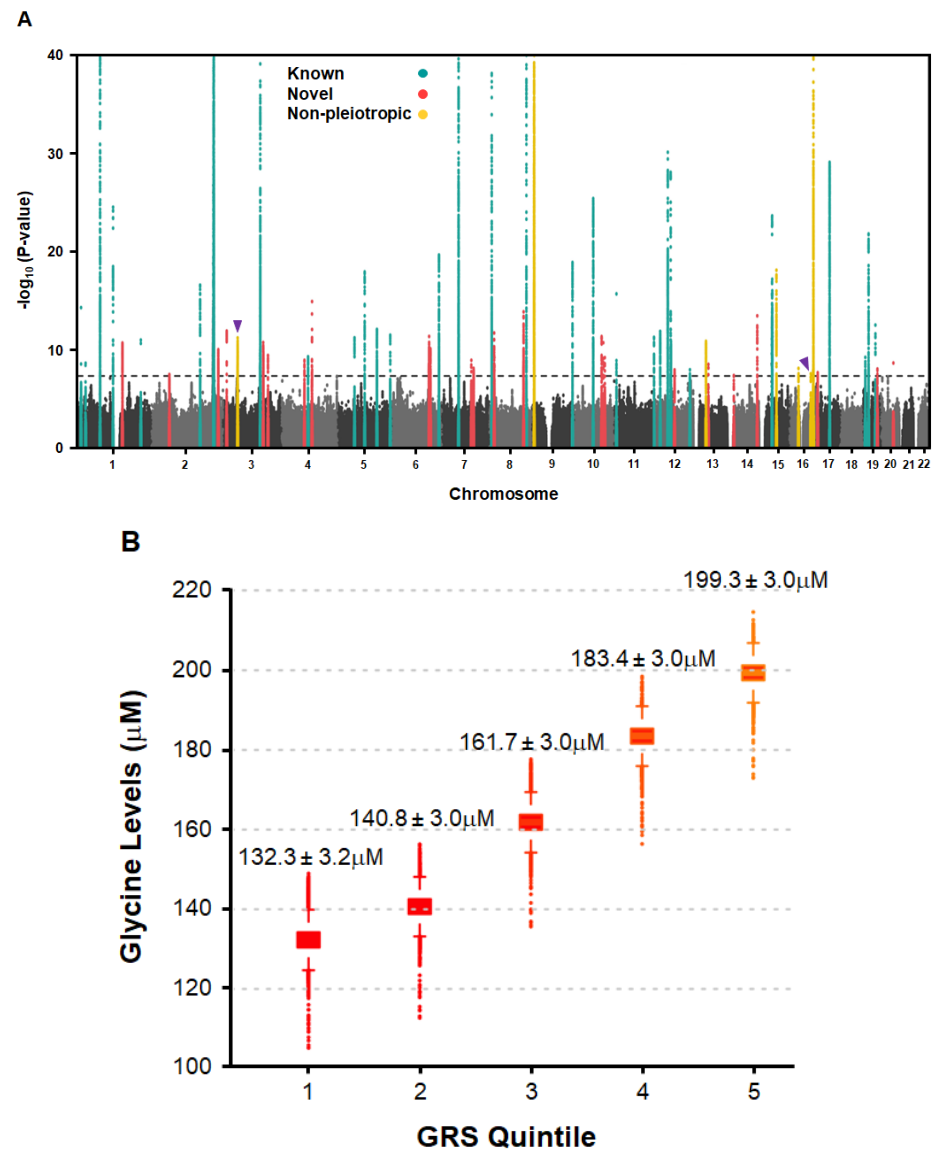 A
40
30
20
10
0
-log10 (P-value)
Known
Novel
Non-pleiotropic
1 2 3 4 5 6 7 8 9 10 11 12 13 14 15 16 17 18 19 20 21 22
Chromosome
B
220
200
180
160
140
120
100
Glycine Levels (μM)
199.3 ± 3.0μM
183.4 ± 3.0μM
161.7 ± 3.0μM
140.8 ± 3.0μM
132.3 ± 3.2μM
1 2 3 4 5
GRS Quintile